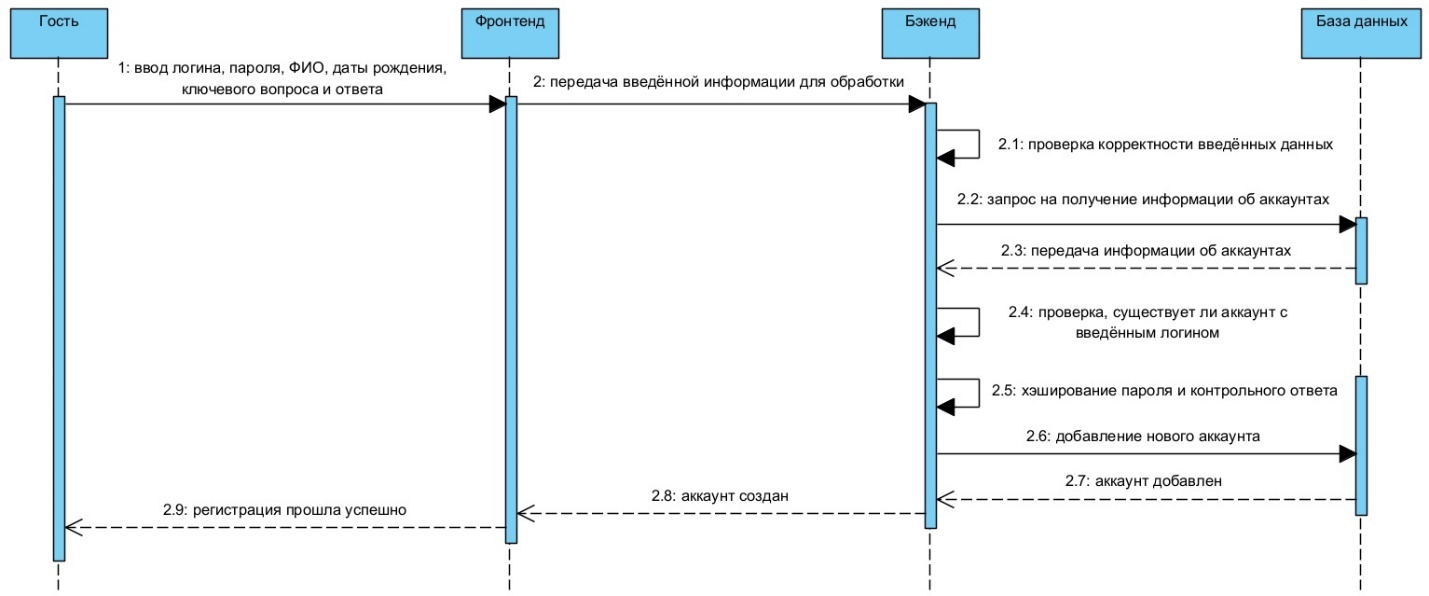 Гость
Фронтенд
Бэкенд
База данных
1: ввод логина, пароля, ФИО, даты рождения,
ключевого вопроса и ответа
2: передача введённой информации для обработки
2.1: проверка корректности введённых данных
2.2: запрос на получение информации об аккаунтах
2.3: передача информации об аккаунтах
2.4: проверка, существует ли аккаунт с
введённым логином
2.5: хэширование пароля и контрольного ответа
2.6: добавление нового аккаунта
2.7: аккаунт добавлен
2.8: аккаунт создан
2.9: регистрация прошла успешно